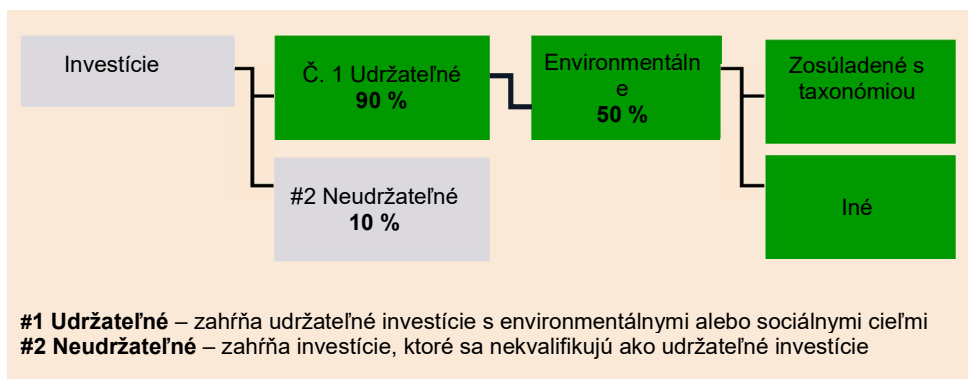 Investície
Č. 1 Udržateľné
90 %
Environmentáln
e
50 %
Zosúladené s
taxonómiou
#2 Neudržateľné
10 %
Iné
#1 Udržateľné – zahŕňa udržateľné investície s environmentálnymi alebo sociálnymi cieľmi
#2 Neudržateľné – zahŕňa investície, ktoré sa nekvalifikujú ako udržateľné investície